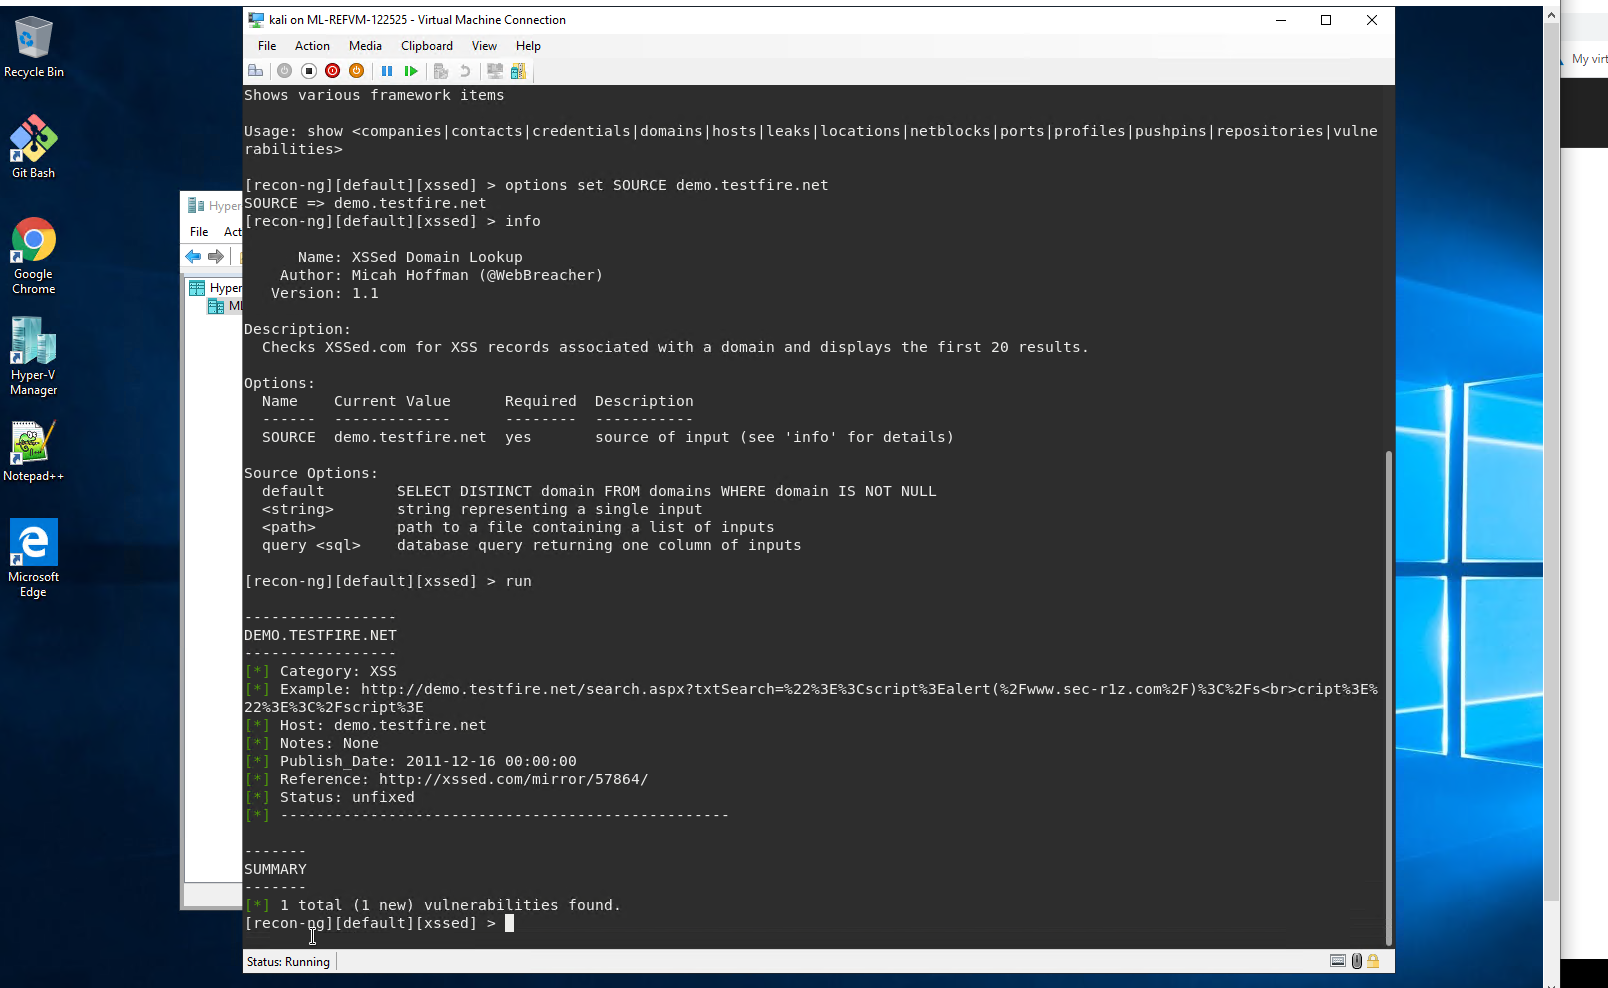 kali on ML-REFVM-122525 - Virtual Machine Connection
File Action Media Clipboard View Help
Recycle Bin
Git Bash
Google
Chrome
Hyper-V
Manager
Notepad++
Microsoft
Edge
Hyper
File Act
Hyper
My virt
Shows various framework items
Usage: show <companies|contacts|credentials|domains|hosts|leaks|locations|netblocks|ports|profiles|pushpins|repositories|vulne
rabilities>
[recon-ng][default][xssed] > options set SOURCE demo.testfire.net
SOURCE => demo.testfire.net
[recon-ng][default][xssed] > info
Name: XSSed Domain Lookup
Author: Micah Hoffman (@WebBreacher)
Version: 1.1
Description:
Checks XSSed.com for XSS records associated with a domain and displays the first 20 results.
Options:
Name Current Value Required Description
------ ------------- -------- -----------
SOURCE demo.testfire.net yes source of input (see 'info' for details)
Source Options:
default SELECT DISTINCT domain FROM domains WHERE domain IS NOT NULL
<string> string representing a single input
<path> path to a file containing a list of inputs
query <sql> database query returning one column of inputs
[recon-ng][default][xssed] > run
-----------------
DEMO.TESTFIRE.NET
-----------------
[*] Category: XSS
[*] Example: http://demo.testfire.net/search.aspx?txtSearch=%22%3E%3Cscript%3Ealert(%2Fwww.sec-r1z.com%2F)%3C%2Fs<br>cript%3E%
22%3E%3C%2Fscript%3E
[*] Host: demo.testfire.net
[*] Notes: None
[*] Publish_Date: 2011-12-16 00:00:00
[*] Reference: http://xssed.com/mirror/57864/
[*] Status: unfixed
[*] --------------------------------------------------
-------
SUMMARY
-------
[*] 1 total (1 new) vulnerabilities found.
[recon-ng][default][xssed] >
Status: Running